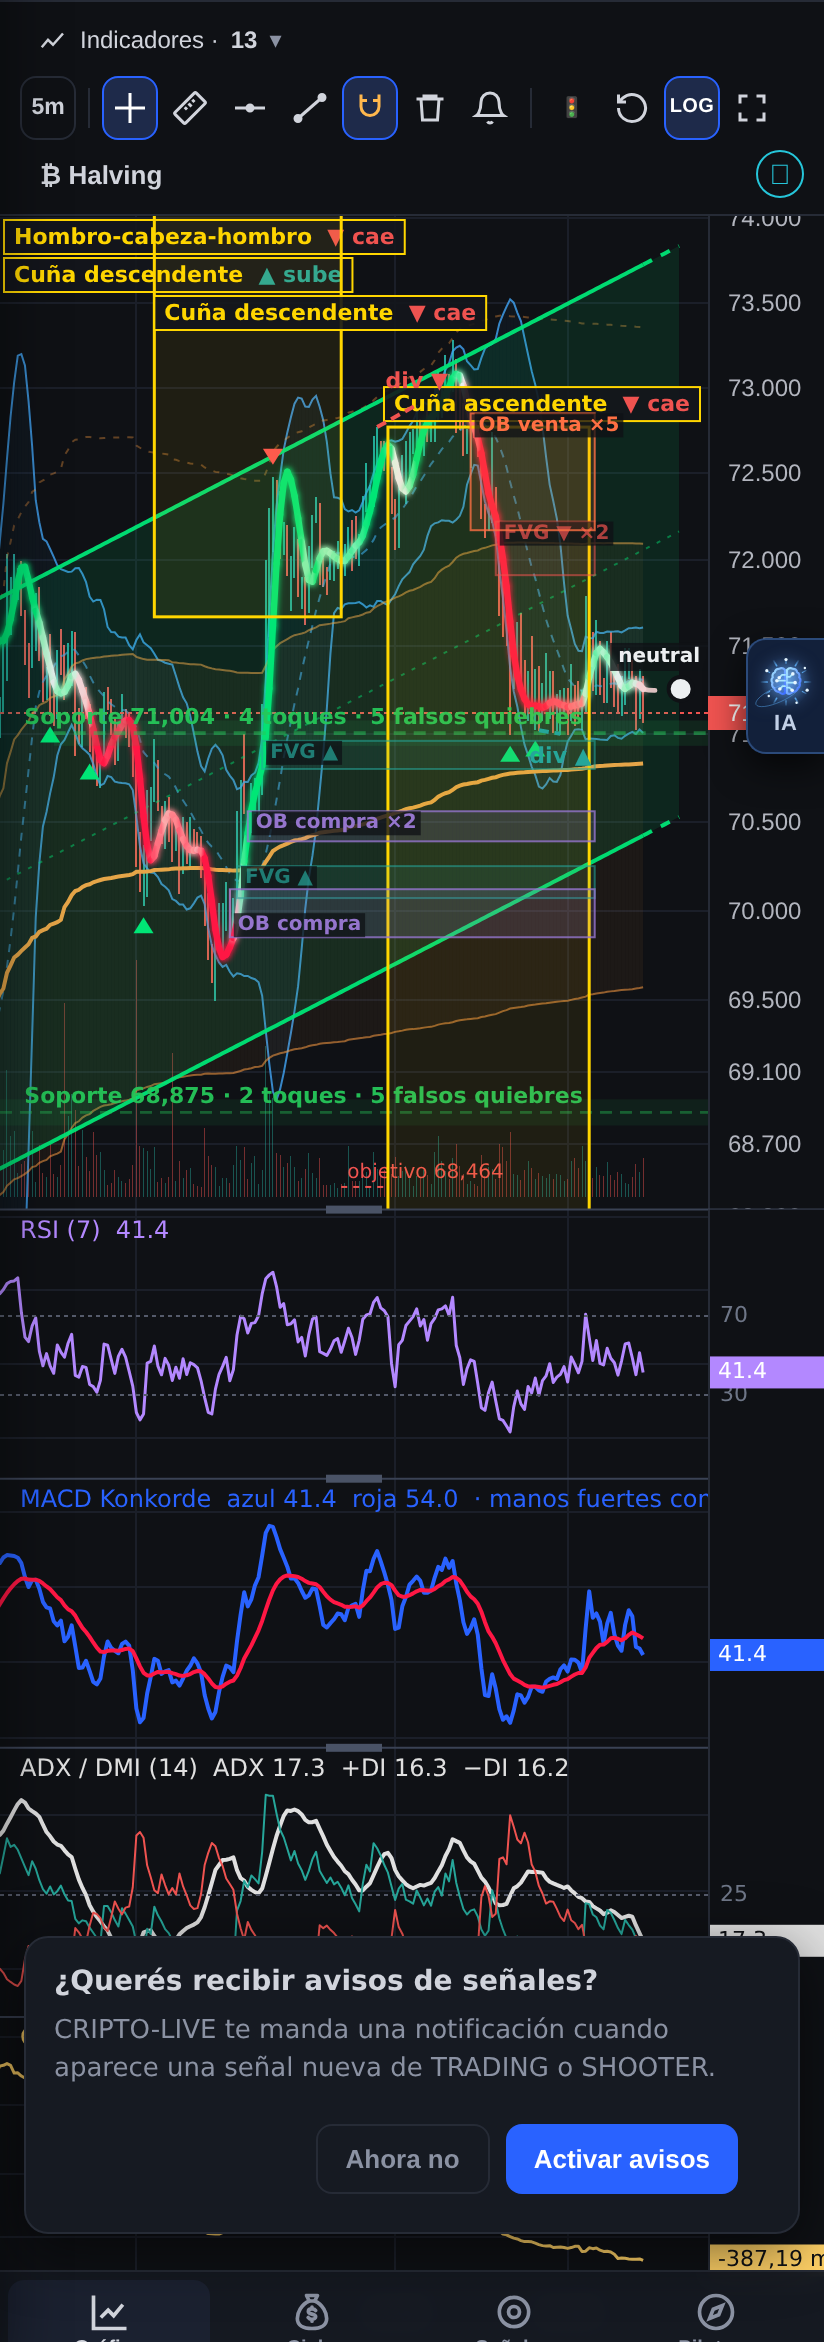 Indicadores · 13 ▾
5m
LOG
₿ Halving
74.000
Hombro-cabeza-hombro ▼ cae
Cuña descendente ▲ sube
Cuña descendente ▼ cae
73.500
73.000
div ▼
Cuña ascendente ▼ cae
OB venta ×5
72.500
FVG ▼ ×2
72.000
neutral
IA
Soporte 71,004 · 4 toques · 5 falsos quiebres
FVG ▲
div ▲
OB compra ×2
70.500
FVG ▲
OB compra
70.000
69.500
69.100
Soporte 68,875 · 2 toques · 5 falsos quiebres
68.700
objetivo 68,464
RSI (7) 41.4
70
41.4
30
MACD Konkorde azul 41.4 roja 54.0 · manos fuertes
41.4
ADX / DMI (14) ADX 17.3 +DI 16.3 −DI 16.2
25
17.3
¿Querés recibir avisos de señales?
CRIPTO-LIVE te manda una notificación cuando
aparece una señal nueva de TRADING o SHOOTER.
Ahora no
Activar avisos
-387,19 m